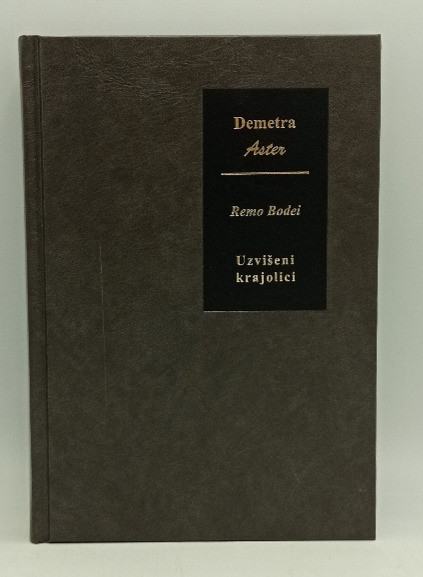 Demetra
Aster
Remo Bodei
Uzvišeni
krajolici